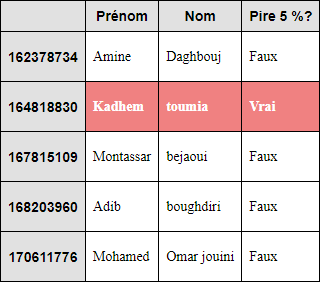 Prénom Nom Pire 5 %?
162378734 Amine Daghbouj Faux
164818830 Kadhem toumia Vrai
167815109 Montassar bejaoui Faux
168203960 Adib boughdiri Faux
170611776 Mohamed Omar jouini Faux